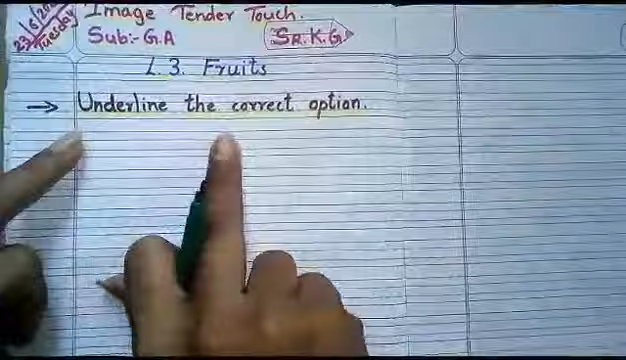 Image Tender Touch.
Tuesday
Sub:- G.A
SR.K.G
L.3. Fruits
→ Underline the correct option.